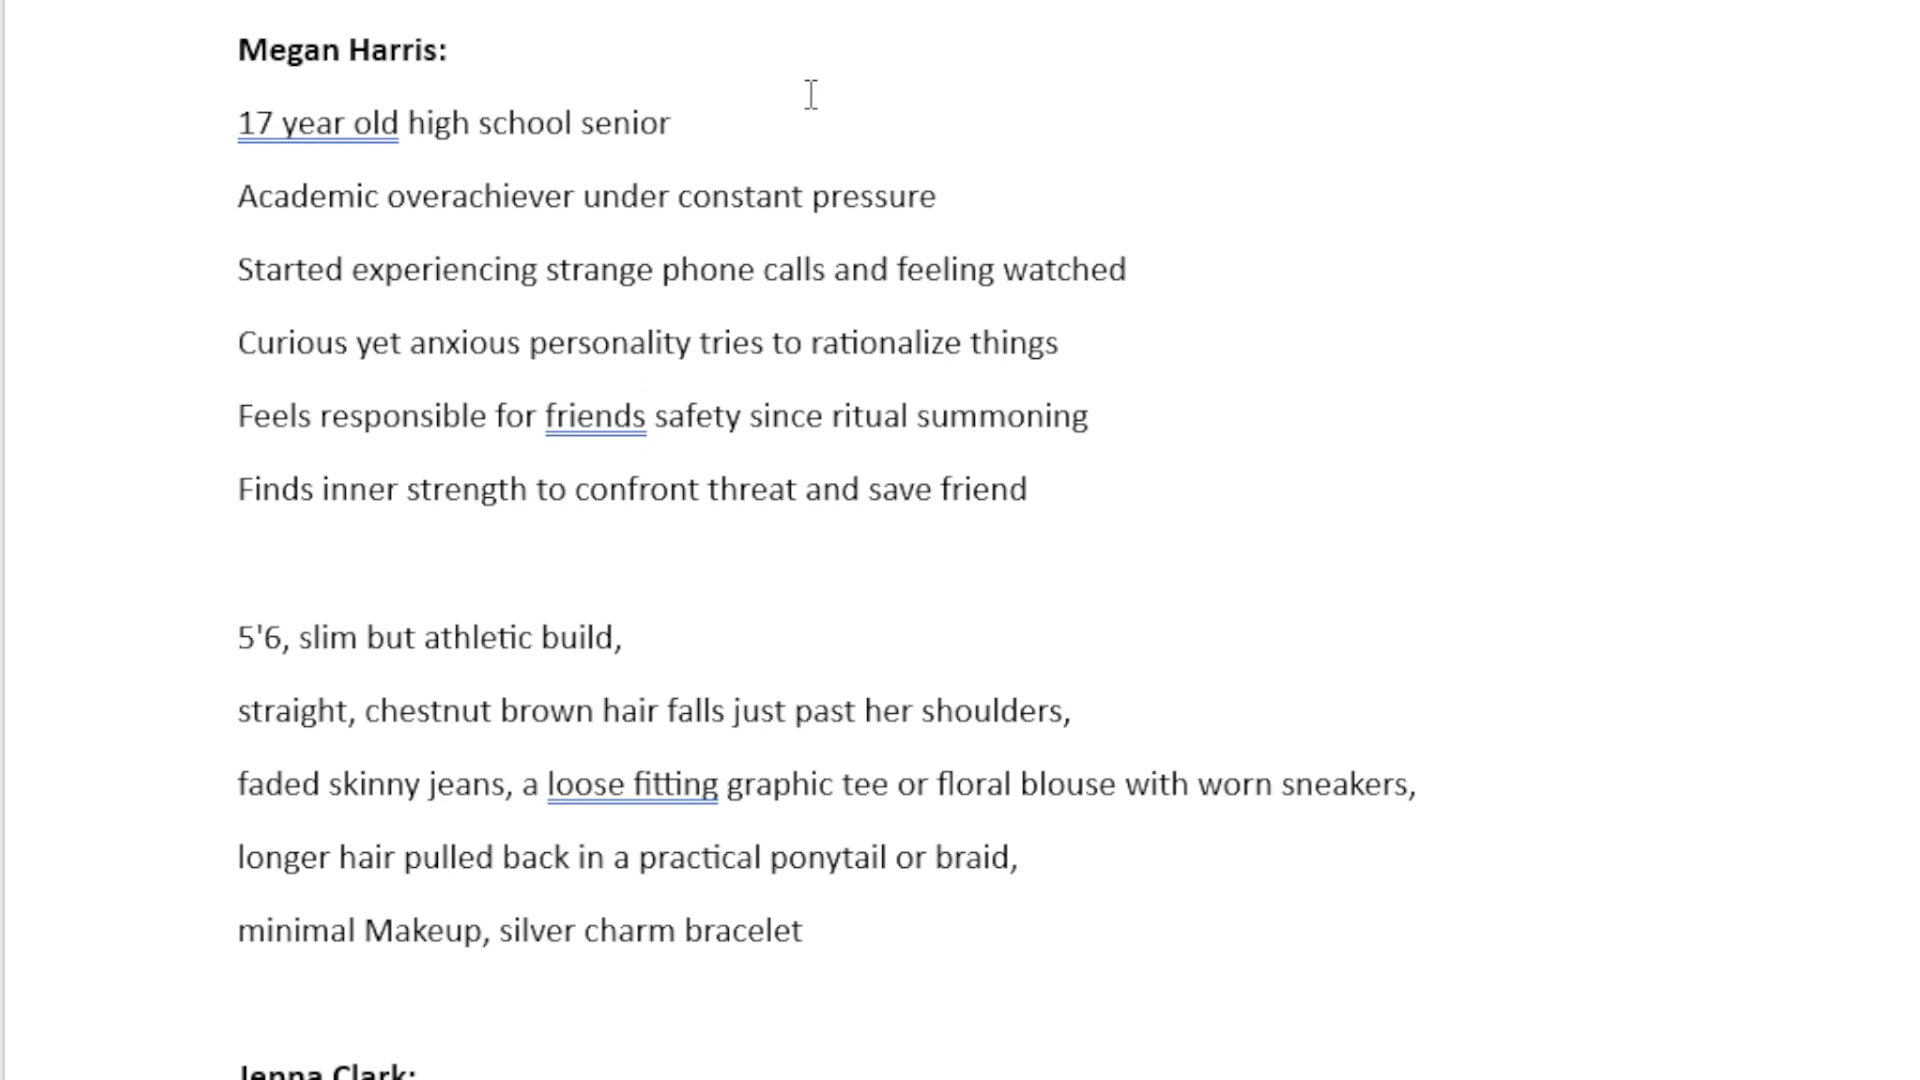 Megan Harris:
17 year old high school senior
Academic overachiever under constant pressure
Started experiencing strange phone calls and feeling watched
Curious yet anxious personality tries to rationalize things
Feels responsible for friends safety since ritual summoning
Finds inner strength to confront threat and save friend
5'6, slim but athletic build,
straight, chestnut brown hair falls just past her shoulders,
faded skinny jeans, a loose fitting graphic tee or floral blouse with worn sneakers,
longer hair pulled back in a practical ponytail or braid,
minimal Makeup, silver charm bracelet
Jenna Clark: